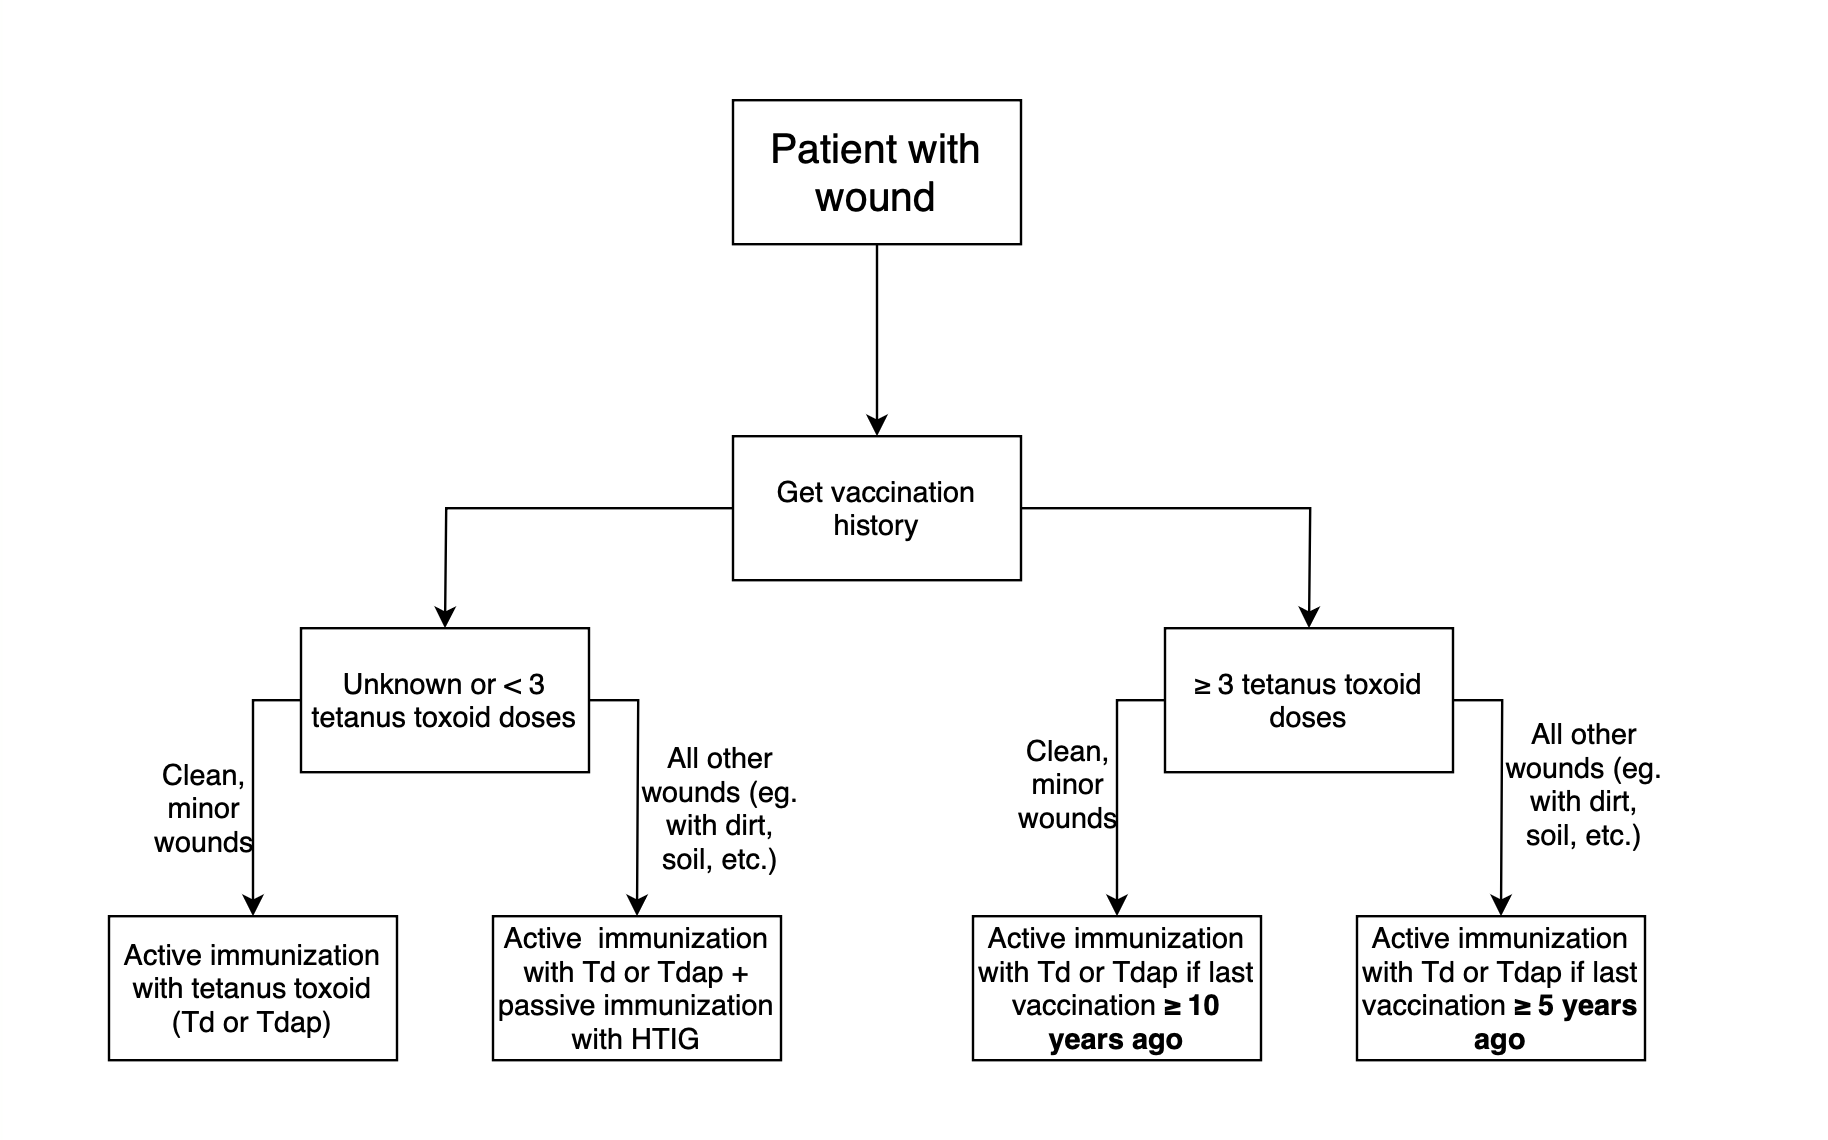 Patient with
wound
Get vaccination
history
Unknown or < 3
tetanus toxoid doses
≥ 3 tetanus toxoid
doses
Clean,
minor
wounds
All other
wounds (eg.
with dirt,
soil, etc.)
Clean,
minor
wounds
All other
wounds (eg.
with dirt,
soil, etc.)
Active immunization
with tetanus toxoid
(Td or Tdap)
Active  immunization
with Td or Tdap +
passive immunization
with HTIG
Active immunization
with Td or Tdap if last
vaccination ≥ 10
years ago
Active immunization
with Td or Tdap if last
vaccination ≥ 5 years
ago